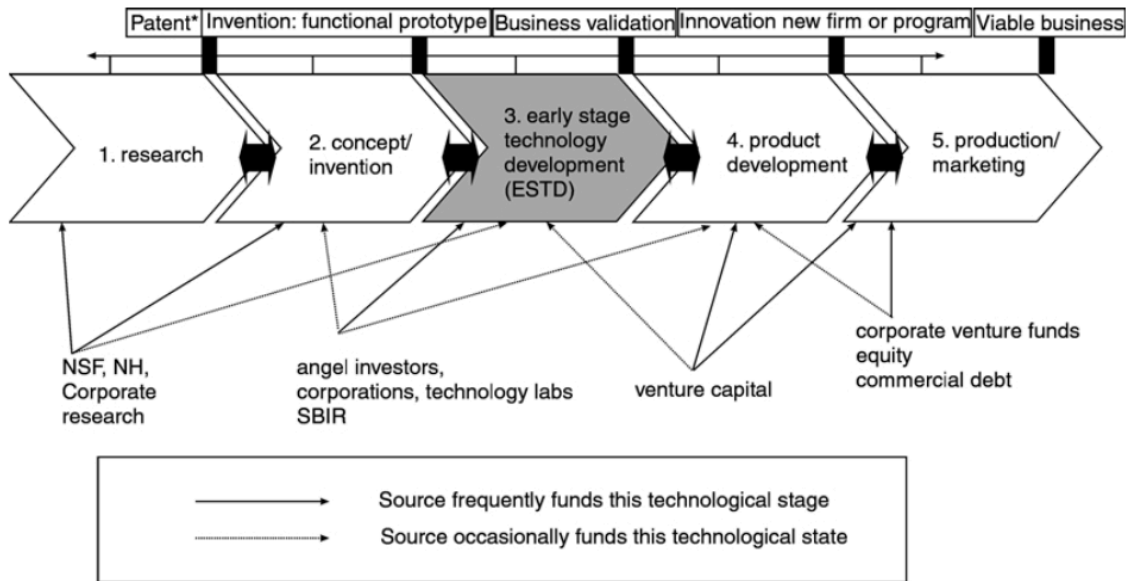 Patent*
Invention: functional prototype
Business validation
Innovation new firm or program
Viable business
1. research
2. concept/
invention
3. early stage
technology
development
(ESTD)
4. product
development
5. production/
marketing
NSF, NH,
Corporate
research
angel investors,
corporations, technology labs
SBIR
venture capital
corporate venture funds
equity
commercial debt
Source frequently funds this technological stage
Source occasionally funds this technological state